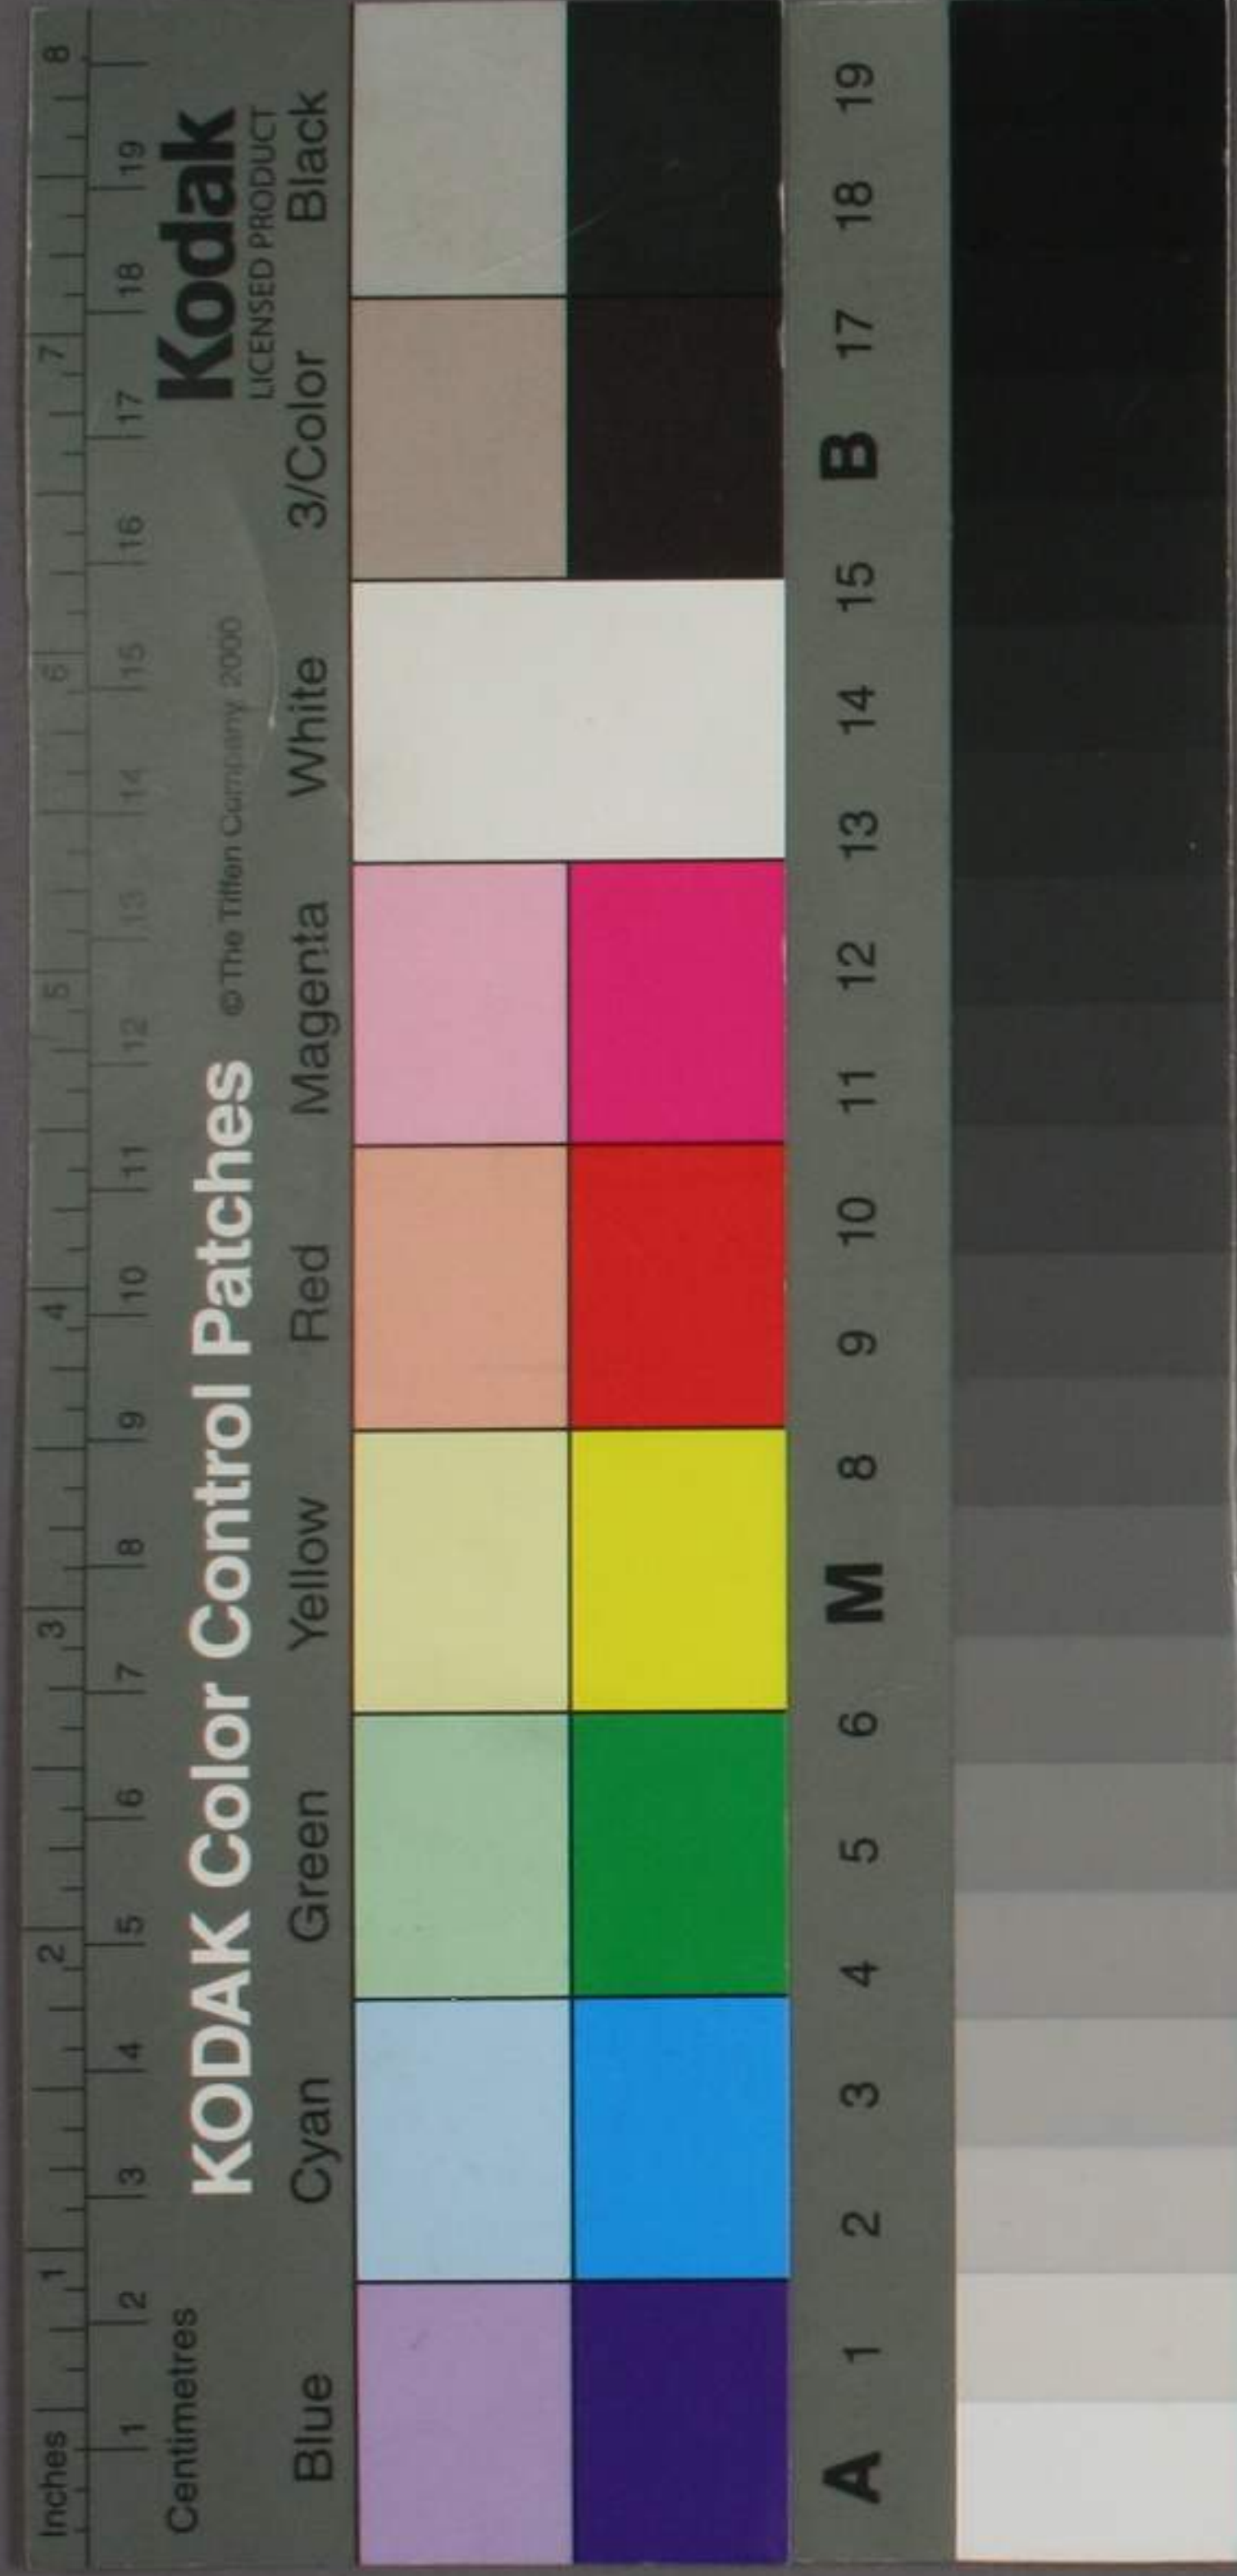 Inches 1 2 3 4 5 6 7 8
Centimetres 1 2 3 4 5 6 7 8 9 10 11 12 13 14 15 16 17 18 19
KODAK Color Control Patches © The Tiffen Company, 2000 Kodak
LICENSED PRODUCT
Blue Cyan Green Yellow Red Magenta White 3/Color Black
A 1 2 3 4 5 6 M 8 9 10 11 12 13 14 15 B 17 18 19